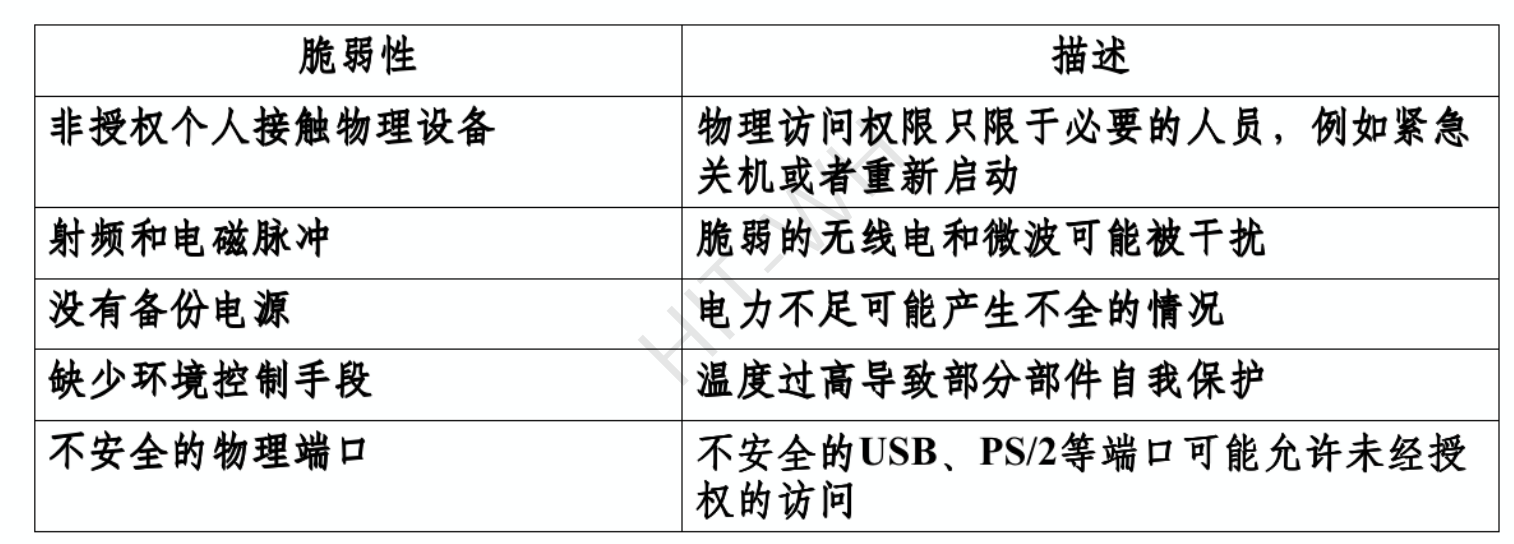 脆弱性
描述
非授权个人接触物理设备
物理访问权限只限于必要的人员，例如紧急
关机或者重新启动
射频和电磁脉冲
脆弱的无线电和微波可能被干扰
没有备份电源
电力不足可能产生不全的情况
缺少环境控制手段
温度过高导致部分部件自我保护
不安全的物理端口
不安全的USB、PS/2等端口可能允许未经授
权的访问
HIT-WH